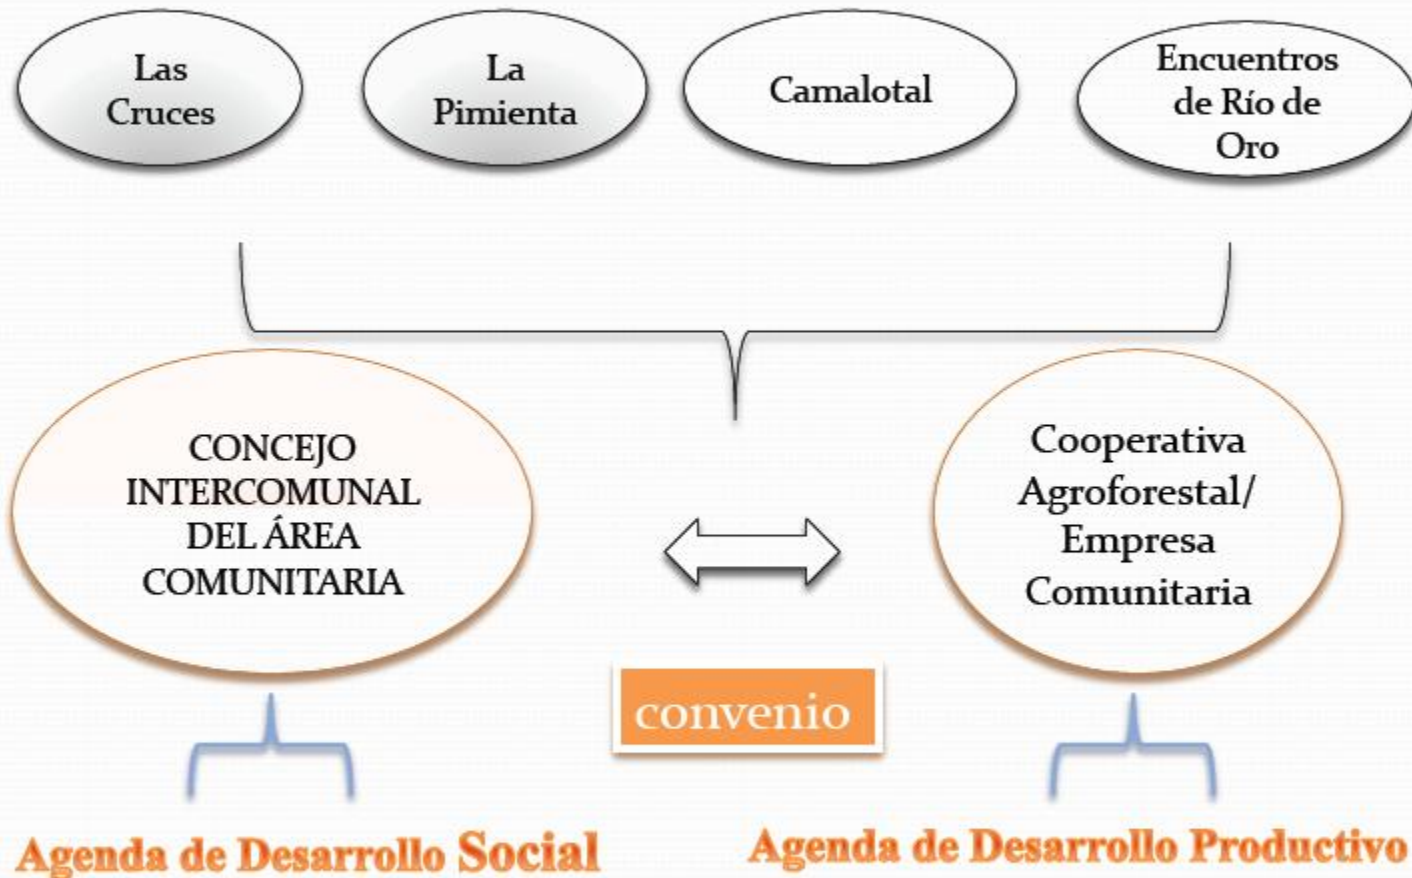 Las
Cruces
La
Pimienta
Camalotal
Encuentros
de Río de
Oro
CONCEJO
INTERCOMUNAL
DEL ÁREA
COMUNITARIA
Cooperativa
Agroforestal/
Empresa
Comunitaria
convenio
Agenda de Desarrollo Social
Agenda de Desarrollo Productivo